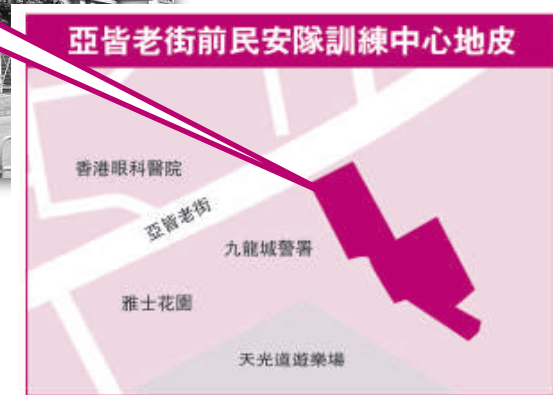 亞皆老街前民安隊訓練中心地皮
香港眼科醫院
亞皆老街
九龍城警署
雅士花園
天光道遊樂場